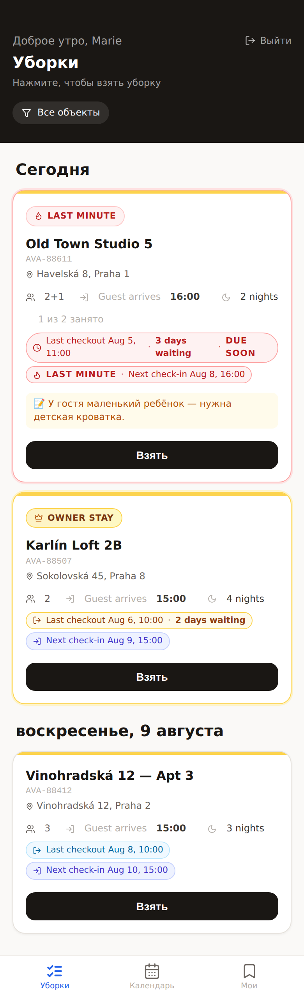 Доброе утро, Marie
Выйти
Уборки
Нажмите, чтобы взять уборку
Все объекты
Сегодня
LAST MINUTE
Old Town Studio 5
AVA-88611
Havelská 8, Praha 1
2+1 Guest arrives 16:00 2 nights
1 из 2 занято
Last checkout Aug 5, 11:00 · 3 days waiting · DUE SOON
LAST MINUTE · Next check-in Aug 8, 16:00
📝 У гостя маленький ребёнок — нужна
детская кроватка.
Взять
OWNER STAY
Karlín Loft 2B
AVA-88507
Sokolovská 45, Praha 8
2 Guest arrives 15:00 4 nights
Last checkout Aug 6, 10:00 · 2 days waiting
Next check-in Aug 9, 15:00
Взять
воскресенье, 9 августа
Vinohradská 12 — Apt 3
AVA-88412
Vinohradská 12, Praha 2
3 Guest arrives 15:00 3 nights
Last checkout Aug 8, 10:00
Next check-in Aug 10, 15:00
Взять
Уборки
Календарь
Мои